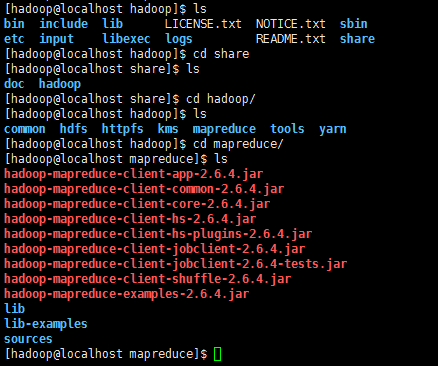 [hadoop@localhost hadoop]$ ls
bin include lib LICENSE.txt NOTICE.txt sbin
etc input libexec logs README.txt share
[hadoop@localhost hadoop]$ cd share
[hadoop@localhost share]$ ls
doc hadoop
[hadoop@localhost share]$ cd hadoop/
[hadoop@localhost hadoop]$ ls
common hdfs httpfs kms mapreduce tools yarn
[hadoop@localhost hadoop]$ cd mapreduce/
[hadoop@localhost mapreduce]$ ls
hadoop-mapreduce-client-app-2.6.4.jar
hadoop-mapreduce-client-common-2.6.4.jar
hadoop-mapreduce-client-core-2.6.4.jar
hadoop-mapreduce-client-hs-2.6.4.jar
hadoop-mapreduce-client-hs-plugins-2.6.4.jar
hadoop-mapreduce-client-jobclient-2.6.4.jar
hadoop-mapreduce-client-jobclient-2.6.4-tests.jar
hadoop-mapreduce-client-shuffle-2.6.4.jar
hadoop-mapreduce-examples-2.6.4.jar
lib
lib-examples
sources
[hadoop@localhost mapreduce]$